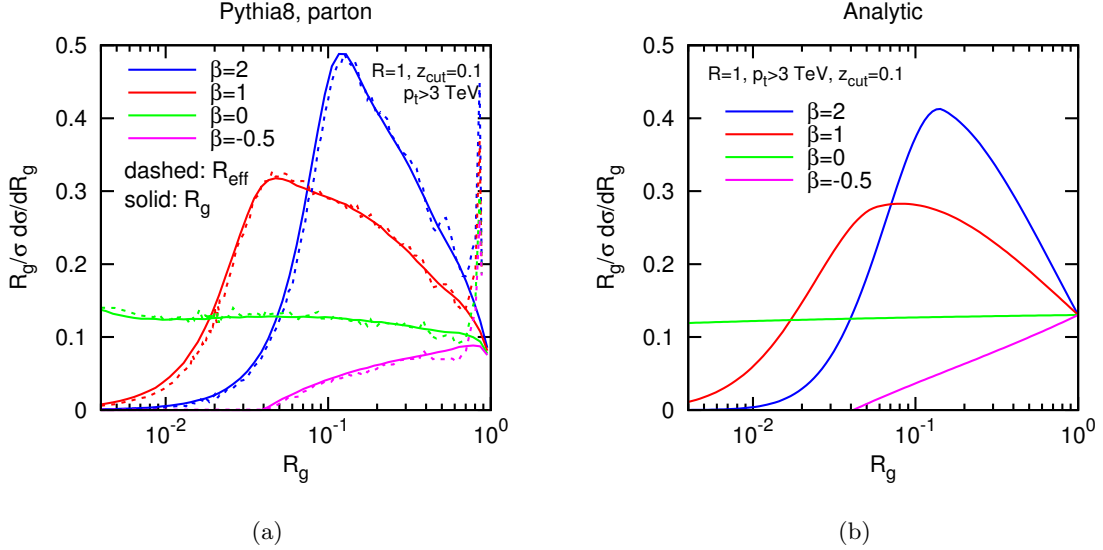 Pythia8, parton
R_g/σ dσ/dR_g
0.5
0.4
0.3
0.2
0.1
0
β=2
β=1
β=0
β=-0.5
dashed: R_eff
solid: R_g
R=1, z_cut=0.1
p_t>3 TeV
10^-2
10^-1
10^0
R_g
(a)
Analytic
R_g/σ dσ/dR_g
0.5
0.4
0.3
0.2
0.1
0
R=1, p_t>3 TeV, z_cut=0.1
β=2
β=1
β=0
β=-0.5
10^-2
10^-1
10^0
R_g
(b)